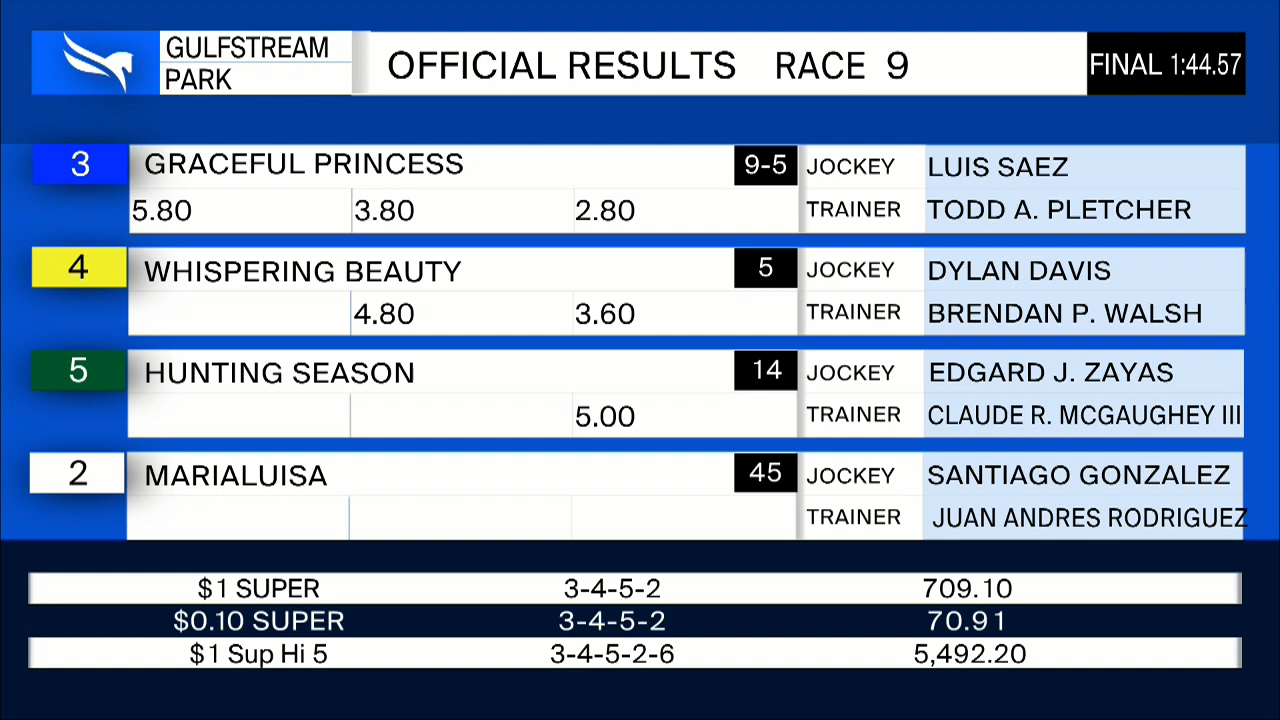 GULFSTREAM
PARK
OFFICIAL RESULTS RACE 9
FINAL 1:44.57
3 GRACEFUL PRINCESS 9-5 JOCKEY LUIS SAEZ
5.80 3.80 2.80 TRAINER TODD A. PLETCHER
4 WHISPERING BEAUTY 5 JOCKEY DYLAN DAVIS
4.80 3.60 TRAINER BRENDAN P. WALSH
5 HUNTING SEASON 14 JOCKEY EDGARD J. ZAYAS
5.00 TRAINER CLAUDE R. MCGAUGHEY III
2 MARIALUISA 45 JOCKEY SANTIAGO GONZALEZ
TRAINER JUAN ANDRES RODRIGUEZ
$1 SUPER 3-4-5-2 709.10
$0.10 SUPER 3-4-5-2 70.91
$1 Sup Hi 5 3-4-5-2-6 5,492.20